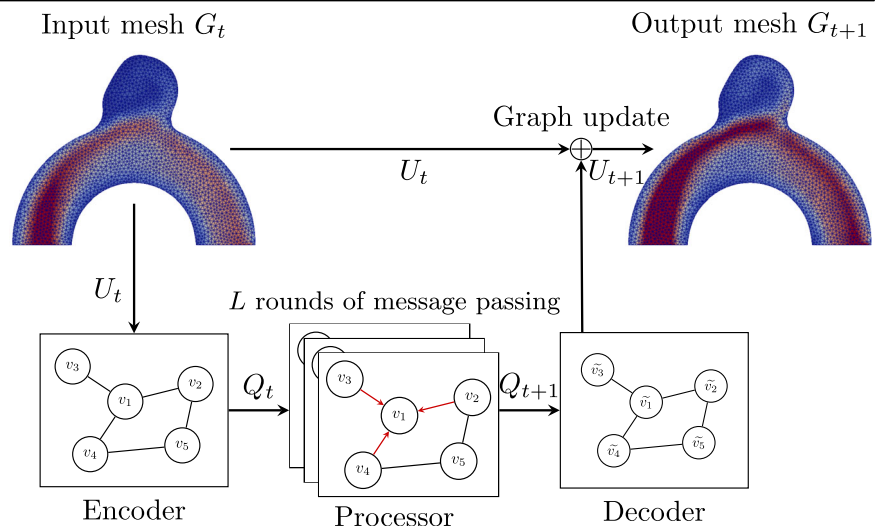 Input mesh G_t
Output mesh G_{t+1}
Graph update
U_t
U_{t+1}
U_t
L rounds of message passing
v_3
v_2
v_1
v_4
v_5
Q_t
v_3
v_2
v_1
v_4
v_5
Q_{t+1}
ṽ_3
ṽ_2
ṽ_1
ṽ_4
ṽ_5
Encoder
Processor
Decoder